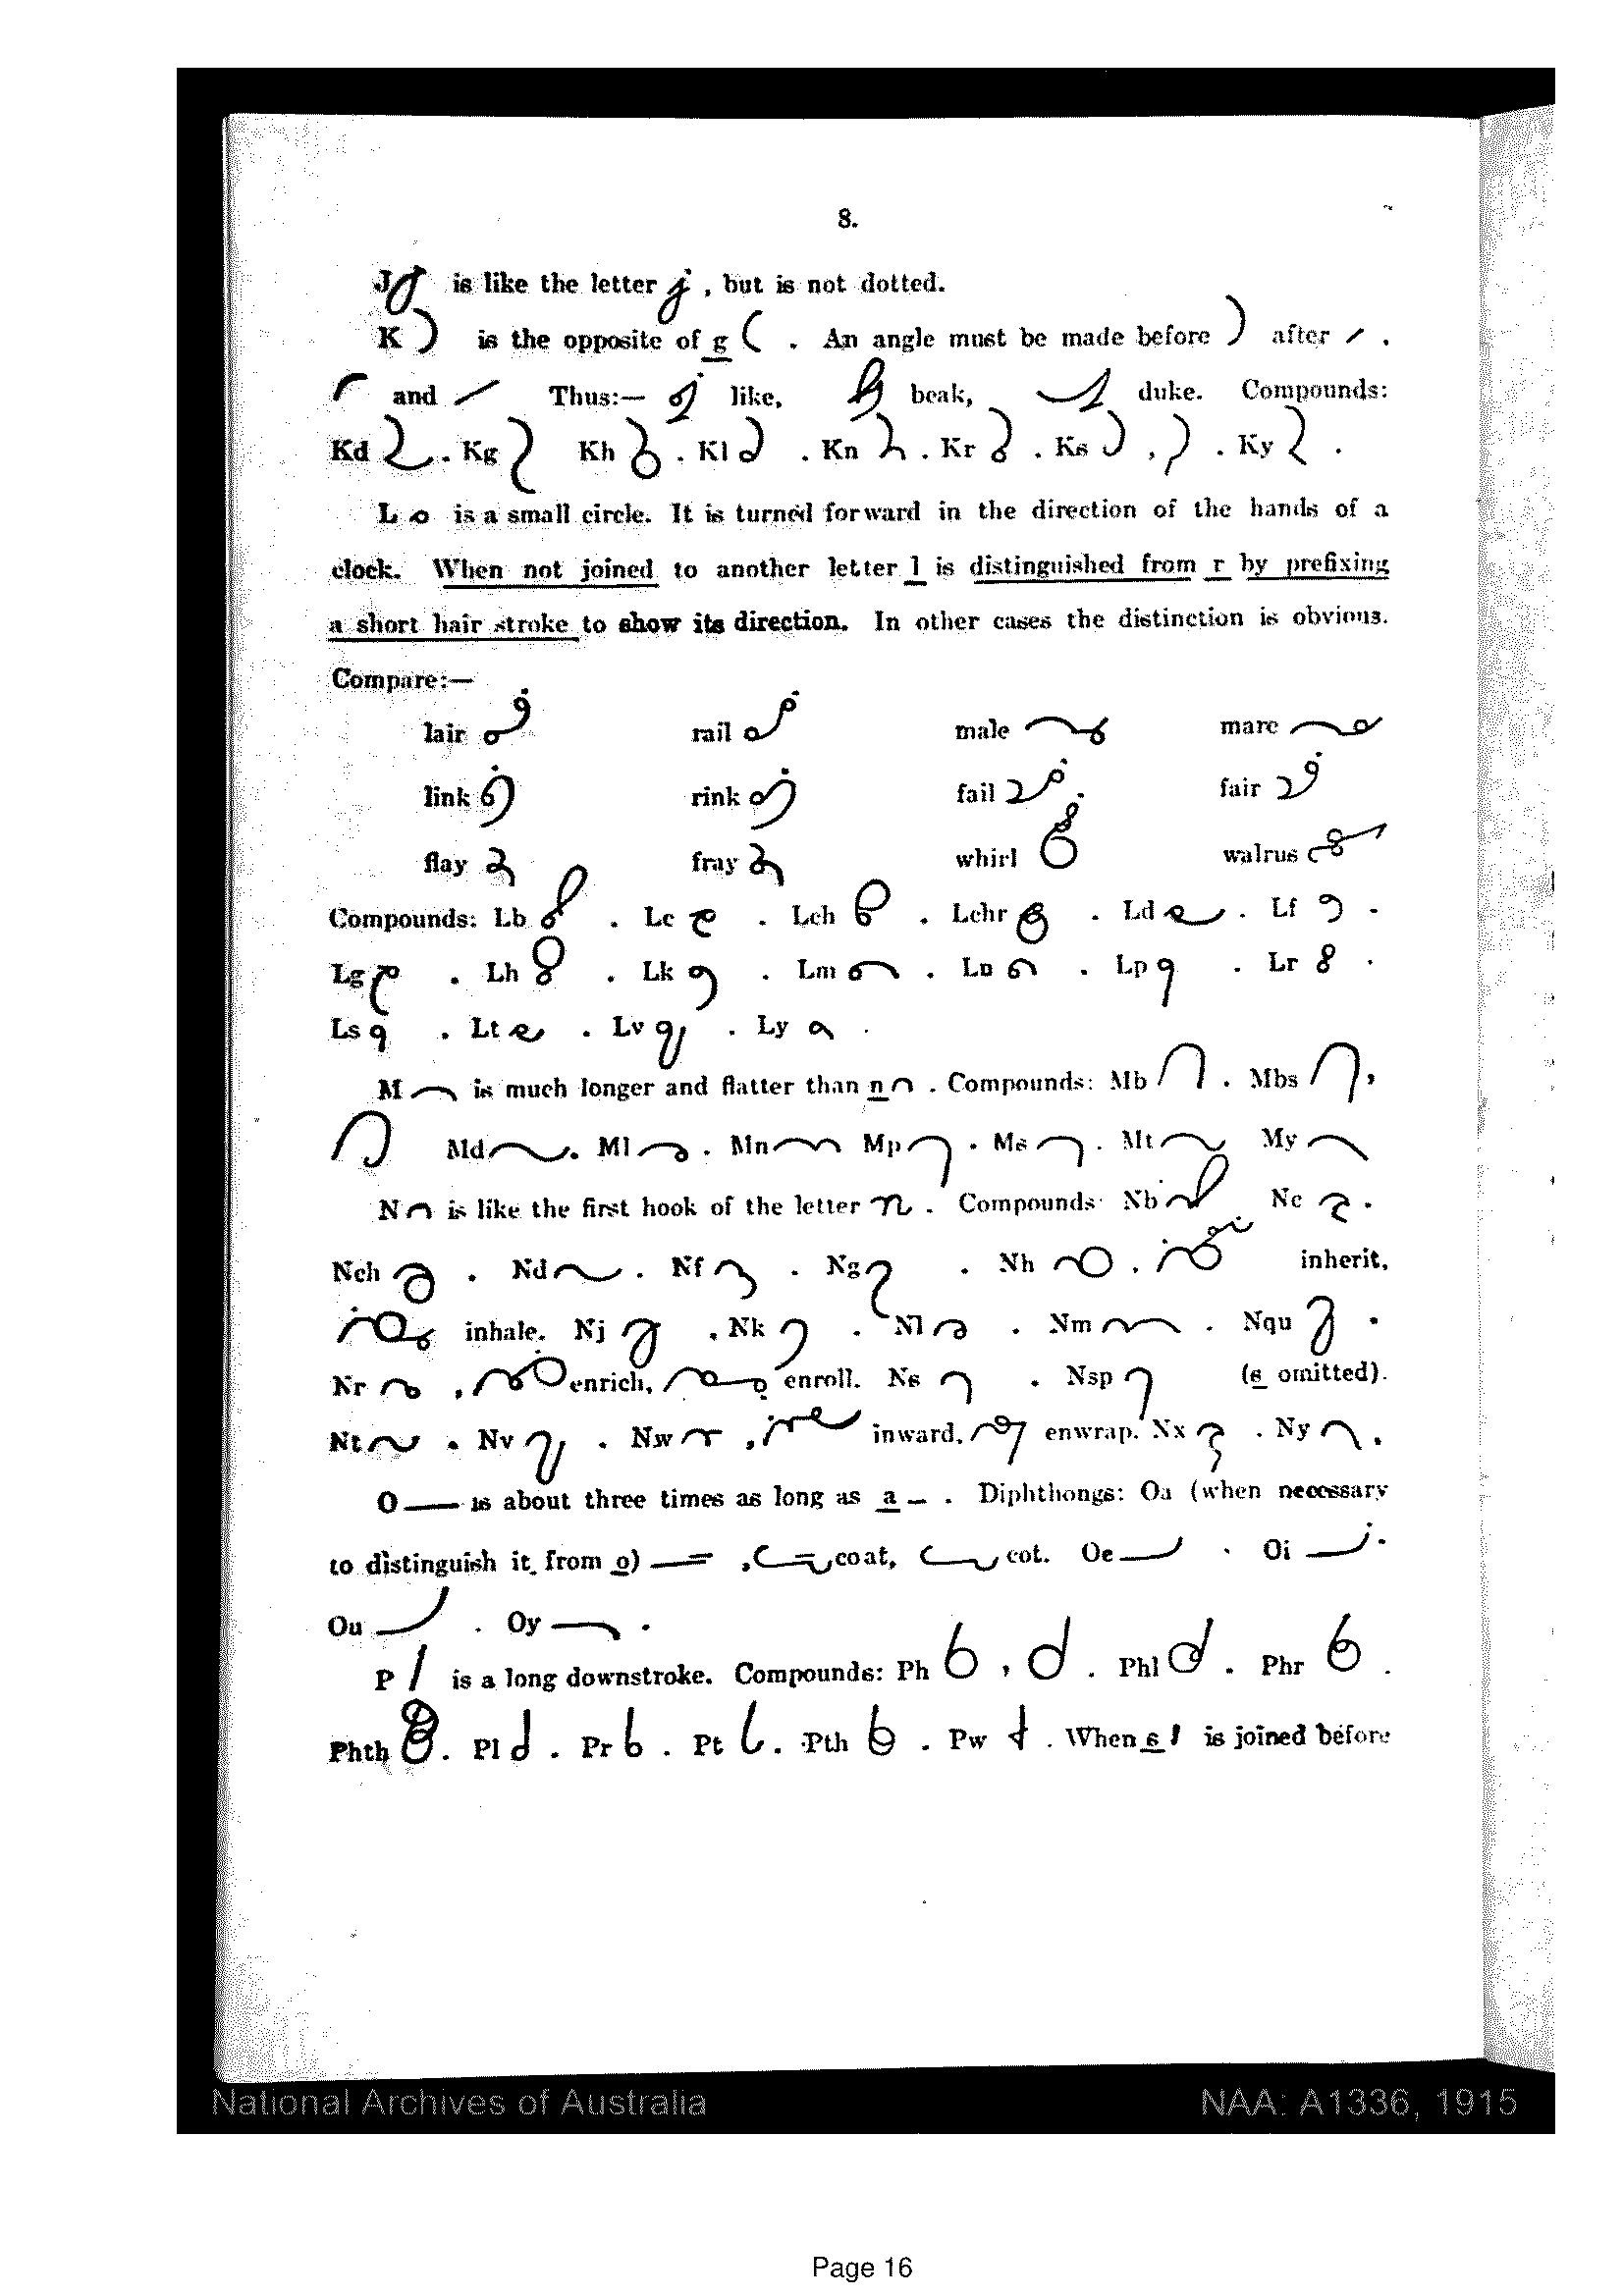 8.
J is like the letter j, but is not dotted.
K is the opposite of g . An angle must be made before after .
and Thus:— like, beak, duke. Compounds:
Kd . Kg Kh . Kl . Kn . Kr . Ks , . Ky .
L is a small circle. It is turned forward in the direction of the hands of a
clock. When not joined to another letter l is distinguished from r by prefixing
a short hair stroke to show its direction. In other cases the distinction is obvious.
Compare:—
lair rail male mare
link rink fail . fair
flay fray whirl walrus
Compounds: Lb . Lc . Lch . Lchr . Ld . Lf .
Lg . Lh . Lk . Lm . Ln . Lp . Lr .
Ls . Lt . Lv . Ly .
M is much longer and flatter than n . Compounds: Mb . Mbs ,
Md . Ml . Mn Mp . Ms . Mt My
N is like the first hook of the letter n . Compounds Nb Nc .
Nch . Nd . Nf . Ng . Nh . inherit,
inhale. Nj . Nk . Nl . Nm . Nqu .
Nr , enrich, enroll. Ns . Nsp (s omitted).
Nt . Nv . Nw , inward, enwrap. Nx . Ny .
O is about three times as long as a . Diphthongs: Oa (when necessary
to distinguish it from o) , coat, cot. Oe . Oi .
Ou . Oy .
P is a long downstroke. Compounds: Ph , . Phl . Phr .
Phth . Pl . Pr . Pt . Pth . Pw . When s is joined before
National Archives of Australia NAA: A1336, 1915
Page 16